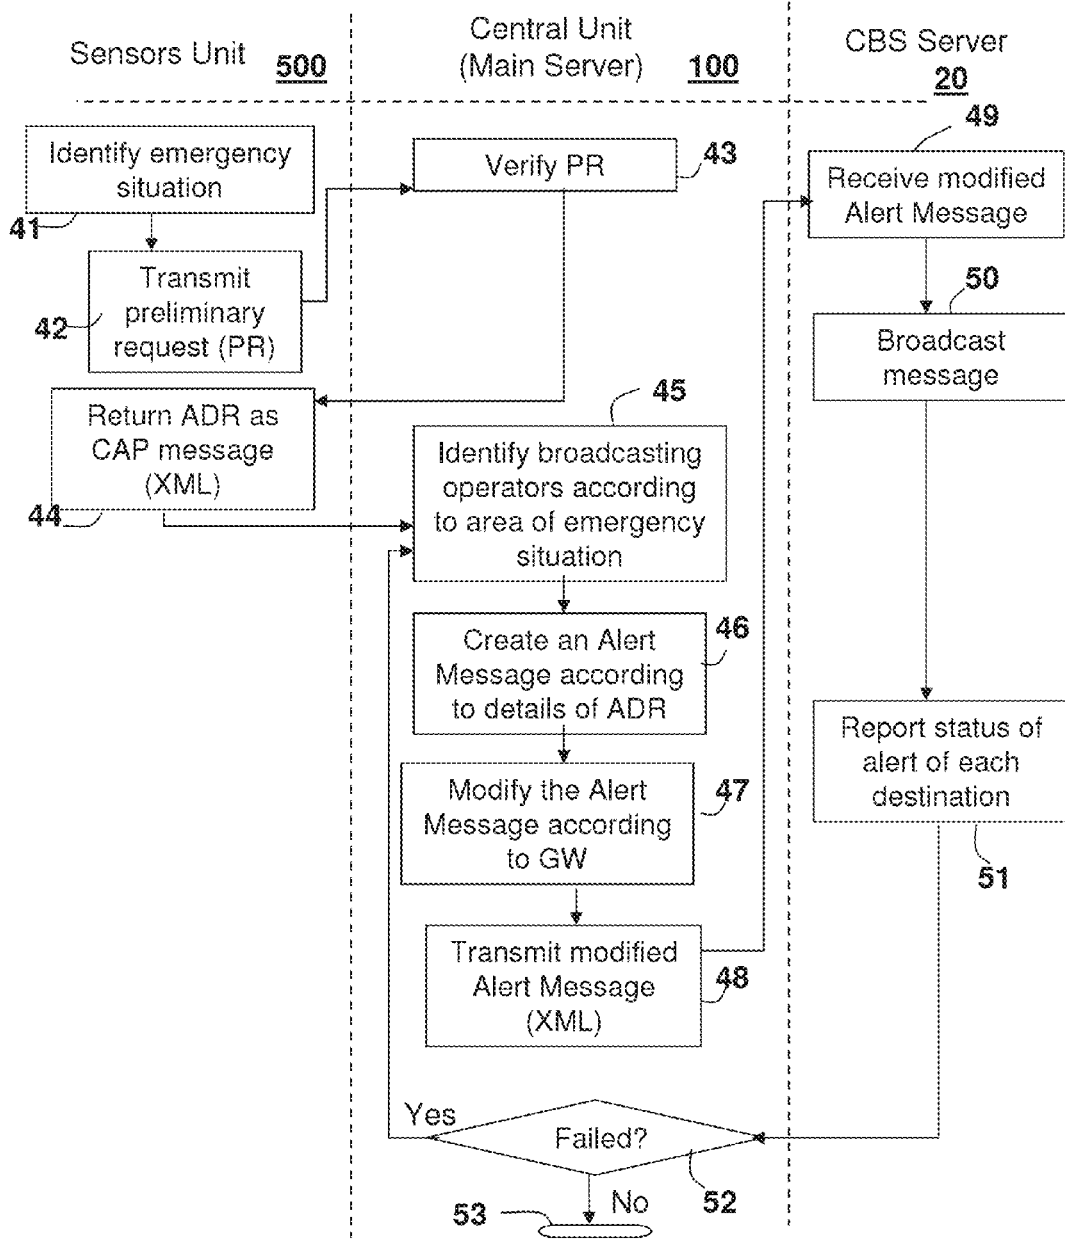 Sensors Unit 500
Central Unit
(Main Server) 100
CBS Server
20
Identify emergency
situation
41
Transmit
preliminary
request (PR)
42
Verify PR
43
Return ADR as
CAP message
(XML)
44
45
Identify broadcasting
operators according
to area of emergency
situation
Create an Alert
Message according
to details of ADR
46
Modify the Alert
Message according
to GW
47
Transmit modified
Alert Message
(XML)
48
49
Receive modified
Alert Message
50
Broadcast
message
Report status of
alert of each
destination
51
Yes
Failed?
52
No
53